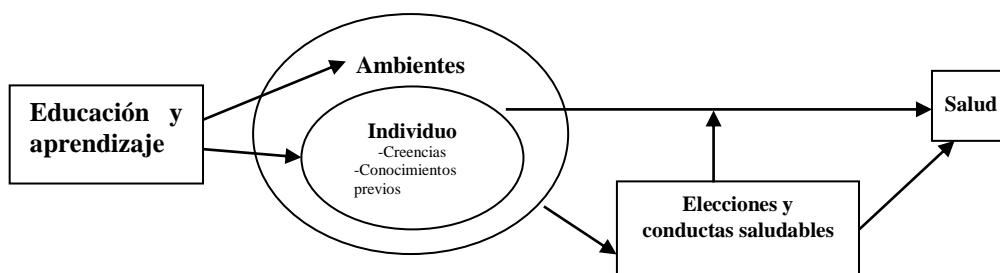 Educación y
aprendizaje
Ambientes
Individuo
-Creencias
-Conocimientos
previos
Elecciones y
conductas saludables
Salud